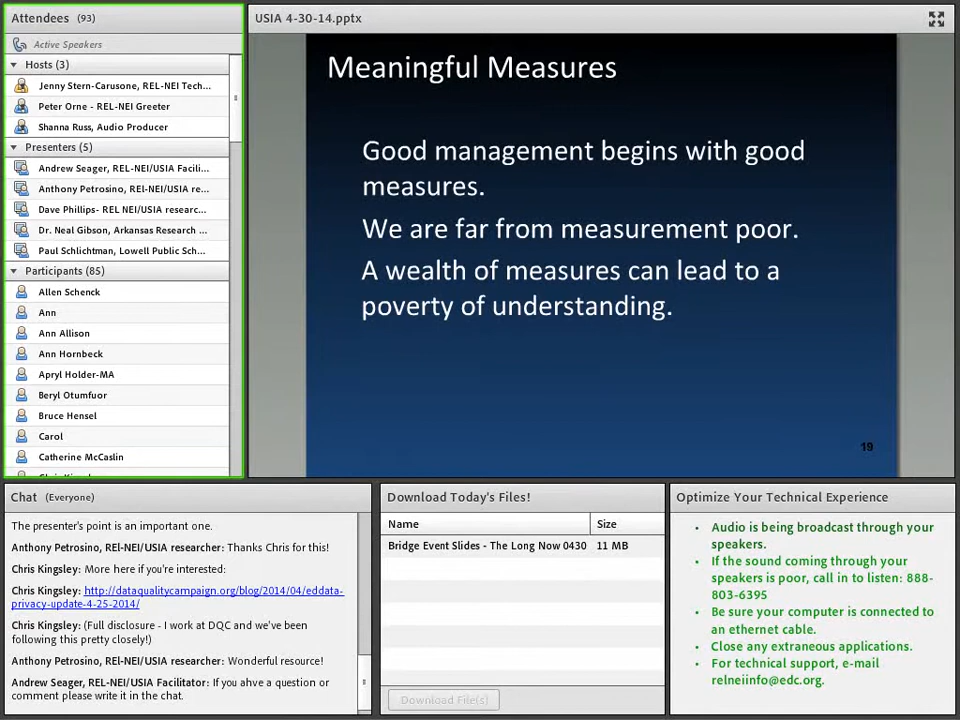 Attendees (93)
Active Speakers
Hosts (3)
Jenny Stern-Carusone, REL-NEI Tech...
Peter Orne - REL-NEI Greeter
Shanna Russ, Audio Producer
Presenters (5)
Andrew Seager, REL-NEI/USIA Facili...
Anthony Petrosino, REl-NEI/USIA re...
Dave Phillips- REL NEI/USIA researc...
Dr. Neal Gibson, Arkansas Research ...
Paul Schlichtman, Lowell Public Sch...
Participants (85)
Allen Schenck
Ann
Ann Allison
Ann Hornbeck
Apryl Holder-MA
Beryl Otumfuor
Bruce Hensel
Carol
Catherine McCaslin
USIA 4-30-14.pptx
Meaningful Measures
Good management begins with good
measures.
We are far from measurement poor.
A wealth of measures can lead to a
poverty of understanding.
19
Chat (Everyone)
The presenter's point is an important one.
Anthony Petrosino, REl-NEI/USIA researcher: Thanks Chris for this!
Chris Kingsley: More here if you're interested:
Chris Kingsley: http://dataqualitycampaign.org/blog/2014/04/eddata-
privacy-update-4-25-2014/
Chris Kingsley: (Full disclosure - I work at DQC and we've been
following this pretty closely!)
Anthony Petrosino, REl-NEI/USIA researcher: Wonderful resource!
Andrew Seager, REL-NEI/USIA Facilitator: If you ahve a question or
comment please write it in the chat.
Download Today's Files!
Name Size
Bridge Event Slides - The Long Now 0430 11 MB
Download File(s)
Optimize Your Technical Experience
• Audio is being broadcast through your
speakers.
• If the sound coming through your
speakers is poor, call in to listen: 888-
803-6395
• Be sure your computer is connected to
an ethernet cable.
• Close any extraneous applications.
• For technical support, e-mail
relneiinfo@edc.org.